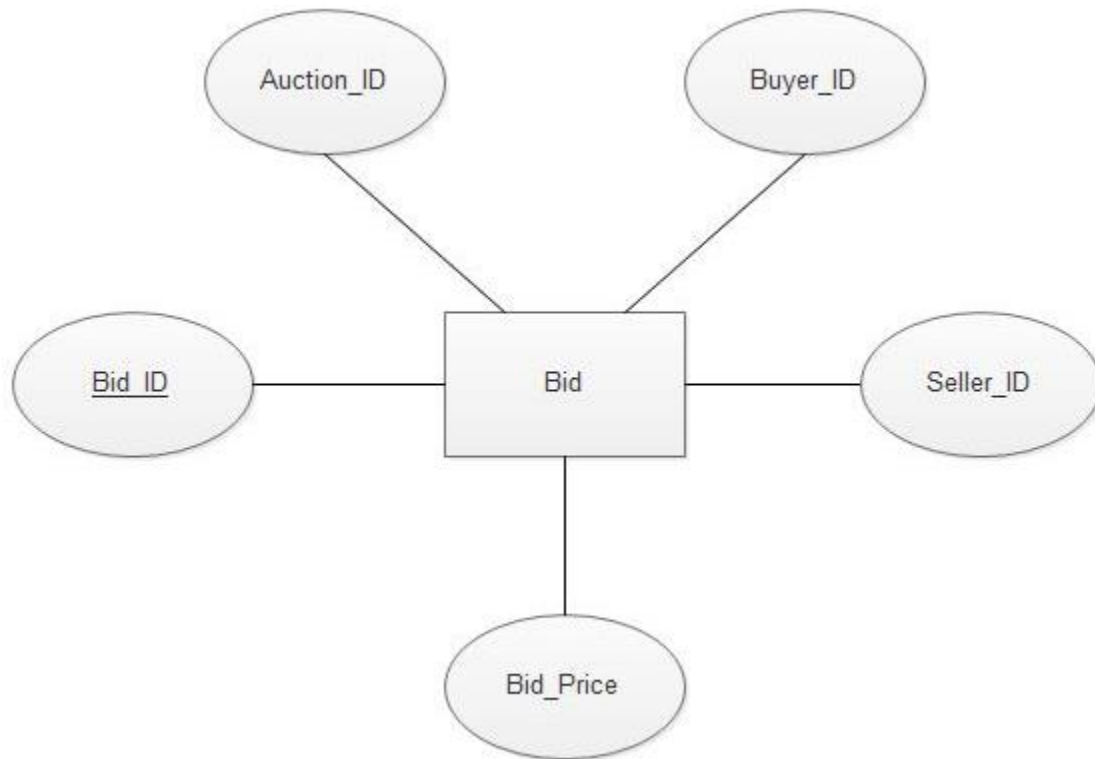 Auction_ID
Buyer_ID
Bid_ID
Bid
Seller_ID
Bid_Price